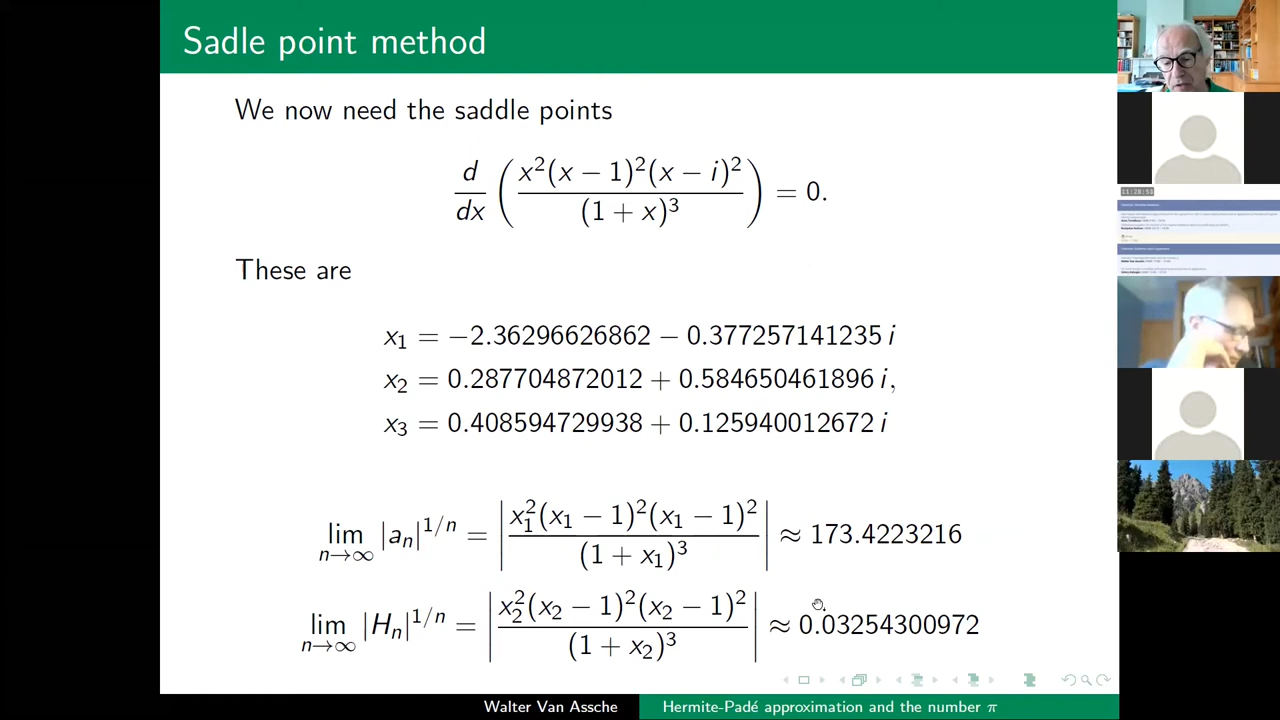 Sadle point method
We now need the saddle points
d/dx ( x²(x − 1)²(x − i)² / (1 + x)³ ) = 0.
These are
x₁ = −2.36296626862 − 0.377257141235 i
x₂ = 0.287704872012 + 0.584650461896 i,
x₃ = 0.408594729938 + 0.125940012672 i
lim n→∞ |aₙ|^{1/n} = | x₁²(x₁ − 1)²(x₁ − 1)² / (1 + x₁)³ | ≈ 173.4223216
lim n→∞ |Hₙ|^{1/n} = | x₂²(x₂ − 1)²(x₂ − 1)² / (1 + x₂)³ | ≈ 0.03254300972
Walter Van Assche
Hermite-Padé approximation and the number π